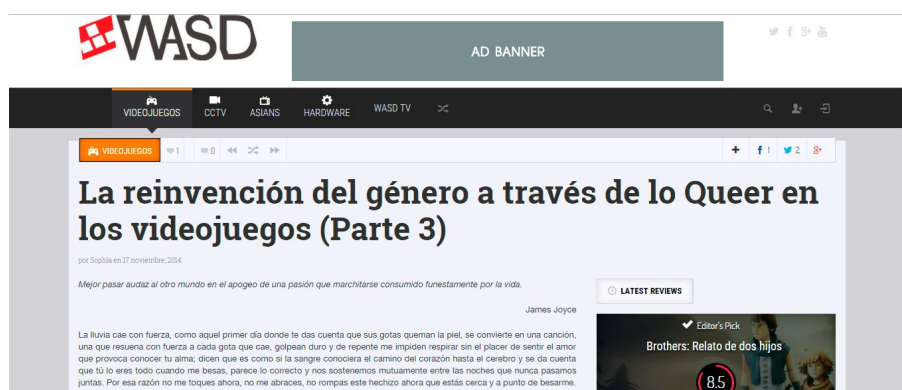 WASD
AD BANNER
VIDEOJUEGOS
CCTV
ASIANS
HARDWARE
WASD TV
VIDEOJUEGOS
1
0
1
2
La reinvención del género a través de lo Queer en
los videojuegos (Parte 3)
por Sophia en 17 noviembre, 2014
Mejor pasar audaz al otro mundo en el apogeo de una pasión que marchitarse consumido funestamente por la vida.
James Joyce
La lluvia cae con fuerza, como aquel primer día donde te das cuenta que sus gotas queman la piel, se convierte en una canción,
una que resuena con fuerza a cada gota que cae, golpean duro y de repente me impiden respirar sin el placer de sentir el amor
que provoca conocer tu alma; dicen que es como si la sangre conociera el camino del corazón hasta el cerebro y se da cuenta
que tú lo eres todo cuando me besas, parece lo correcto y nos sostenemos mutuamente entre las noches que nunca pasamos
juntas. Por esa razón no me toques ahora, no me abraces, no rompas este hechizo ahora que estás cerca y a punto de besarme.
LATEST REVIEWS
Editor's Pick
Brothers: Relato de dos hijos
8.5